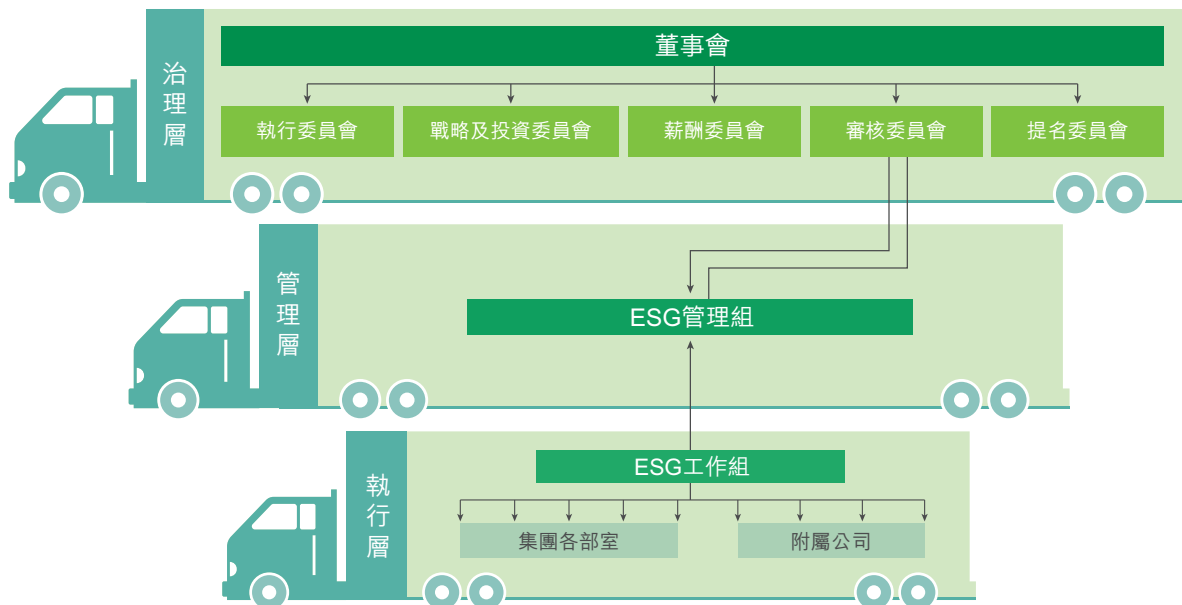 治理層
董事會
執行委員會
戰略及投資委員會
薪酬委員會
審核委員會
提名委員會
管理層
ESG管理組
執行層
ESG工作組
集團各部室
附屬公司